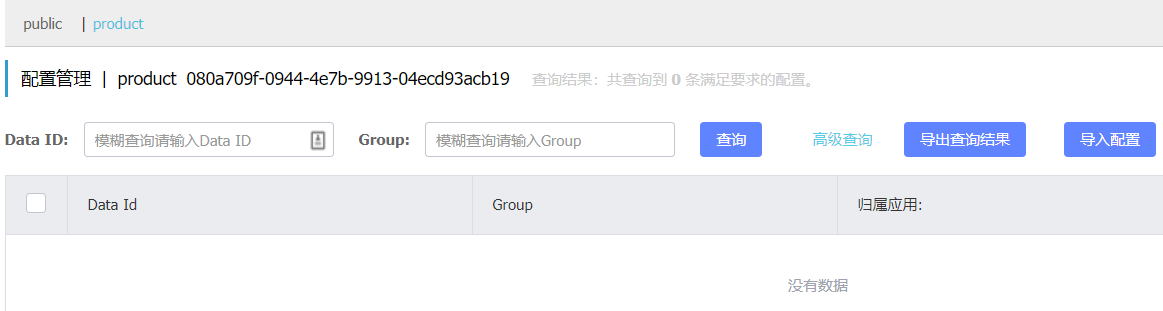 public | product
配置管理 | product 080a709f-0944-4e7b-9913-04ecd93acb19 查询结果：共查询到 0 条满足要求的配置。
Data ID: 模糊查询请输入Data ID Group: 模糊查询请输入Group 查询 高级查询 导出查询结果 导入配置
Data Id Group 归属应用:
没有数据